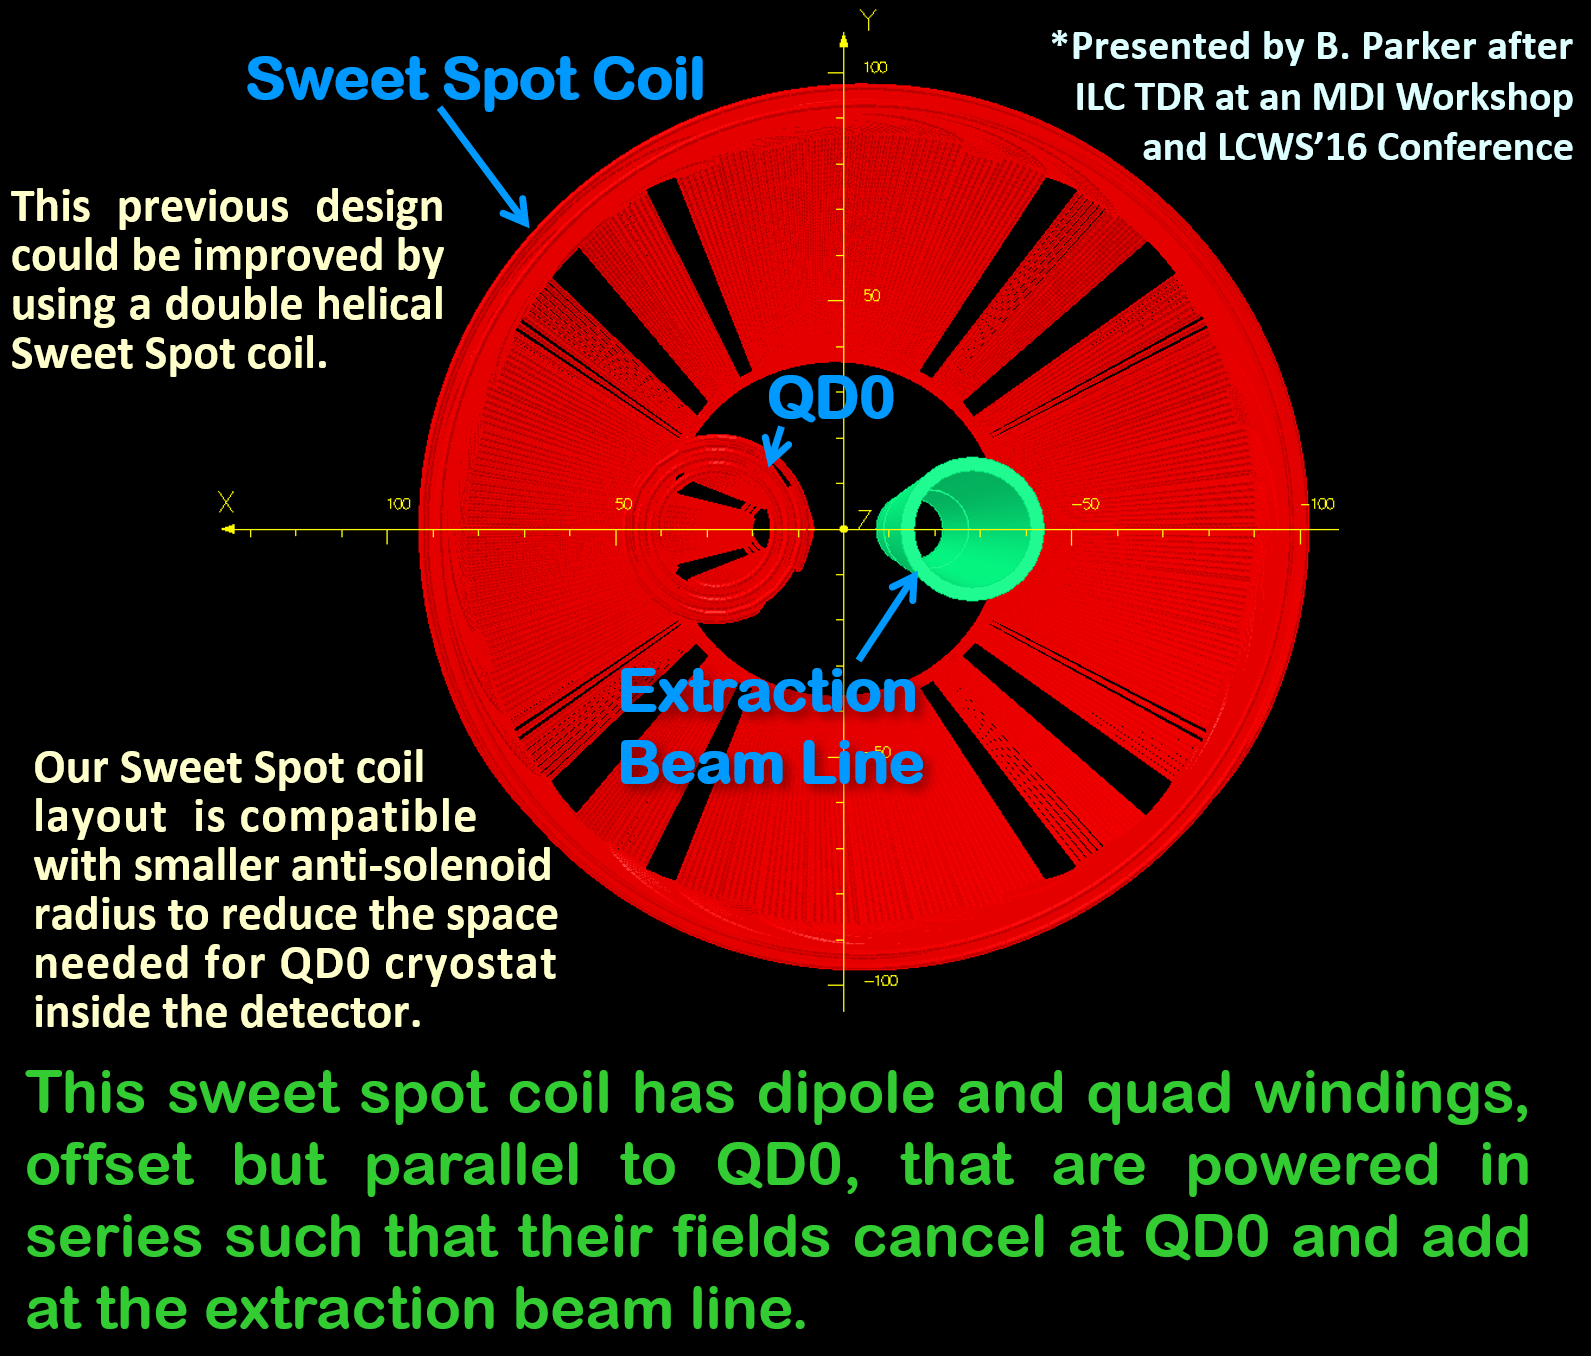 *Presented by B. Parker after
ILC TDR at an MDI Workshop
and LCWS’16 Conference
Sweet Spot Coil
This previous design
could be improved by
using a double helical
Sweet Spot coil.
Y
100
50
QD0
X
100
50
Z
-50
-100
Extraction
Beam Line
-50
-100
Our Sweet Spot coil
layout is compatible
with smaller anti-solenoid
radius to reduce the space
needed for QD0 cryostat
inside the detector.
This sweet spot coil has dipole and quad windings,
offset but parallel to QD0, that are powered in
series such that their fields cancel at QD0 and add
at the extraction beam line.